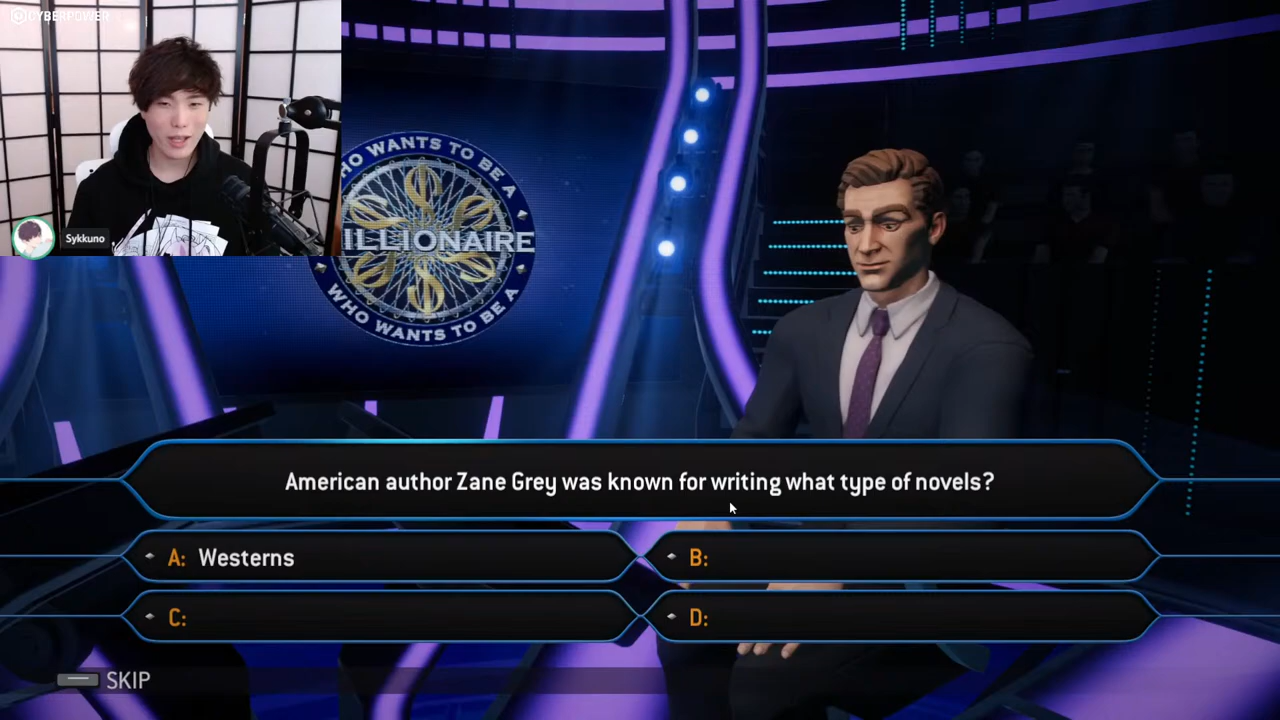 CYBERPOWER
Sykkuno
WHO WANTS TO BE A
MILLIONAIRE
WHO WANTS TO BE A
American author Zane Grey was known for writing what type of novels?
A: Westerns
B:
C:
D:
SKIP